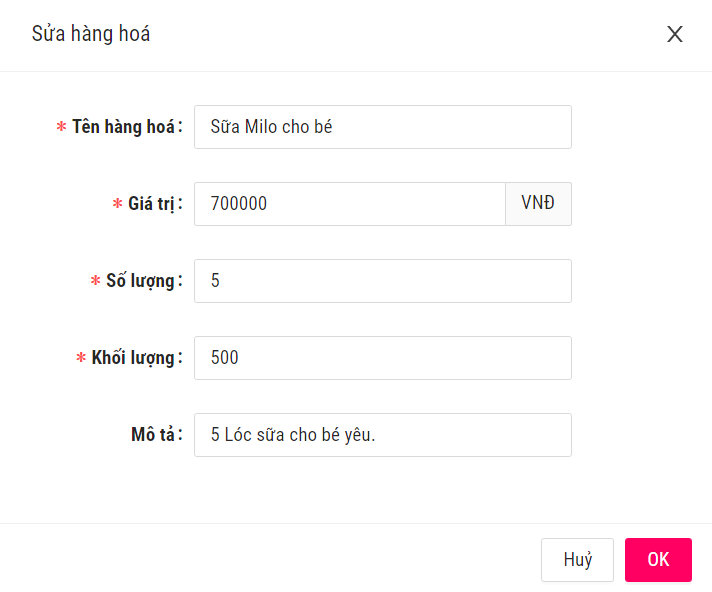 Sửa hàng hoá
* Tên hàng hoá: Sữa Milo cho bé
* Giá trị: 700000 VNĐ
* Số lượng: 5
* Khối lượng: 500
Mô tả: 5 Lóc sữa cho bé yêu.
Huỷ OK